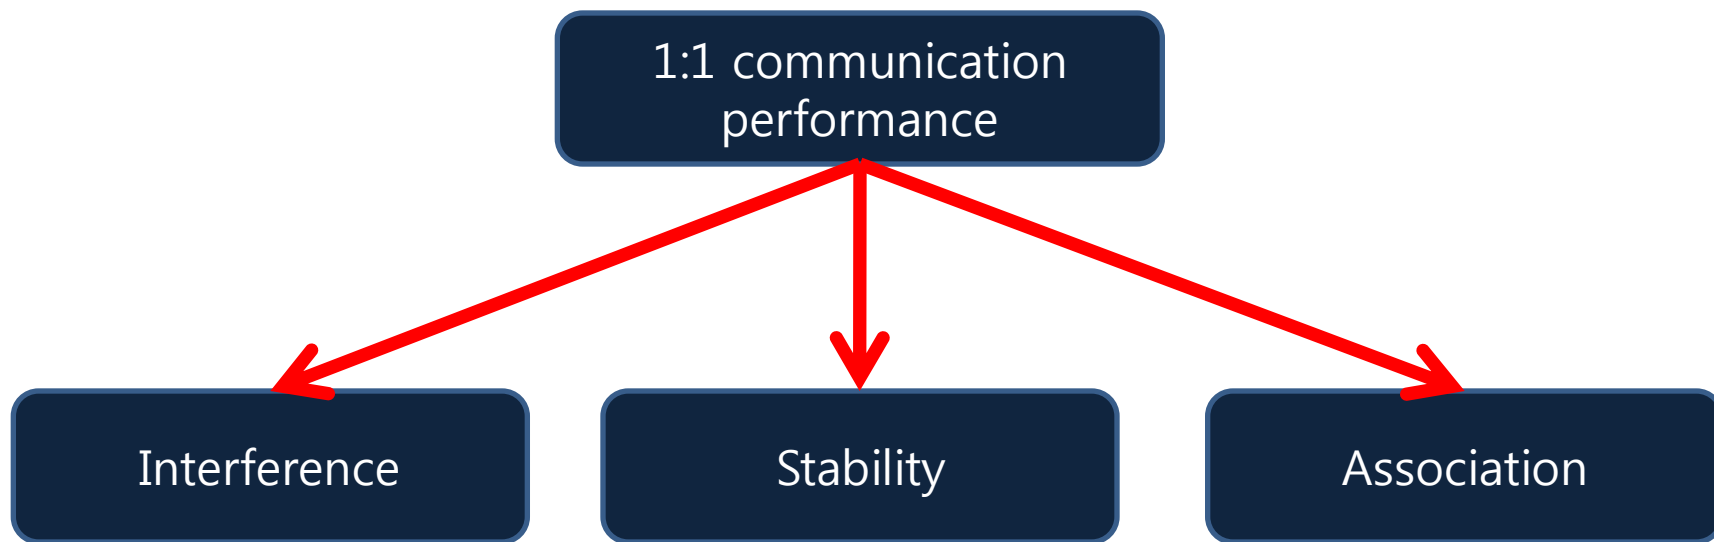 1:1 communication
performance
Interference
Stability
Association